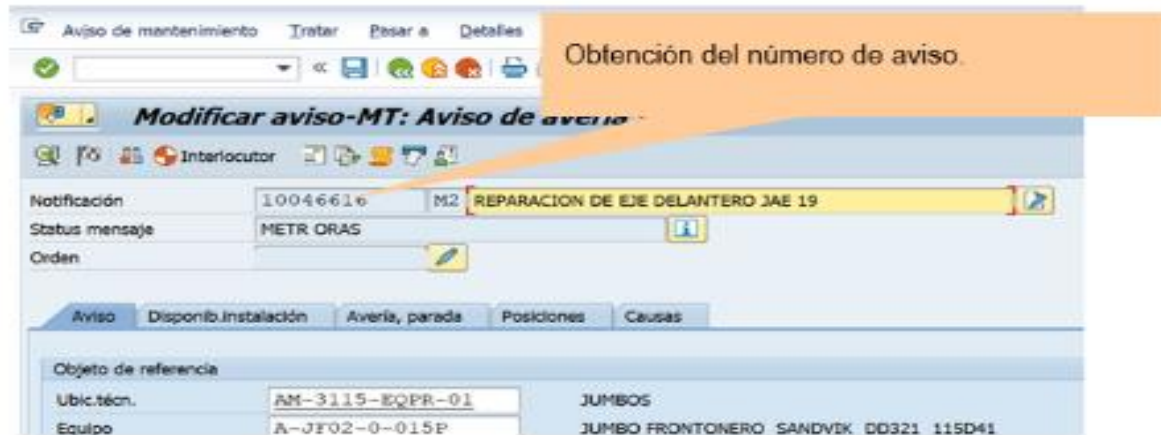 Aviso de mantenimiento Tratar Pasar a Detalles
Obtención del número de aviso.
Modificar aviso-MT: Aviso de avería
Interlocutor
Notificación 10046616 M2 REPARACION DE EJE DELANTERO JAE 19
Status mensaje METR ORAS
Orden
Aviso Disponib.instalación Avería, parada Posiciones Causas
Objeto de referencia
Ubic.técn. AM-3115-EQPR-01 JUMBOS
Equipo A-JF02-0-015P JUMBO FRONTONERO SANDVIK DD321 115D41